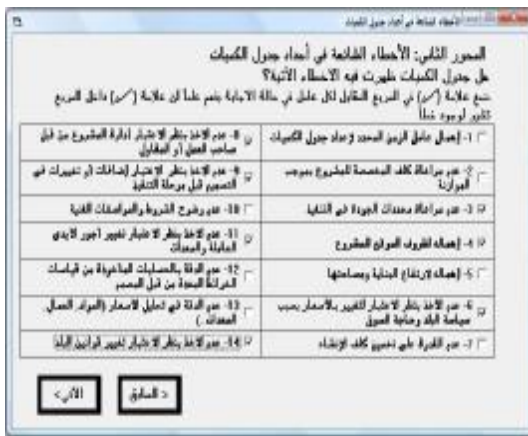 الأخطاء الشائعة في أعداد جدول الكميات
المحور الثاني: الأخطاء الشائعة في أعداد جدول الكميات
هل جدول الكميات ظهرت فيه الاخطاء الآتية؟
ضع علامة (✓) في المربع المقابل لكل عامل في حالة الاجابة بنعم علماً ان علامة (✓) داخل المربع
تعني لوجود خطأ
1- إهمال عامل الزمن المحدد لإعداد جدول الكميات
2- عدم مراعاة كلف المخصصة للمشروع بموجب
الموازنة
3- عدم مراعاة محددات الجودة في التنفيذ
4- إهماله لظروف الموقع المشروع
5- إهماله لارتفاع البناية ومساحتها
6- عدم الأخذ بنظر الاعتبار التغيير بالأسعار بسبب
سياسة البلد وحاجة السوق
7- عدم القدرة على تخمين كلف الإنشاء
8- عدم الاخذ بنظر الاعتبار ادارة المشروع من قبل
صاحب العمل او المقاول
9- عدم الاخذ بنظر الاعتبار إضافات او تغييرات في
التصميم قبل مرحلة التنفيذ
10- عدم وضوح الشروط والمواصفات الفنية
11- عدم الاخذ بنظر الاعتبار تغيير أجور الايدي
العاملة والمعدات
12- عدم الدقة بالحسابات المأخوذة من قياسات
الخرائط المعدة من قبل المصمم
13- عدم الدقة في تحليل الاسعار (المواد, العمال,
المعدات..)
14- عدم الاخذ بنظر الاعتبار تغيير قوانين البلد
< السابق
الآتي >